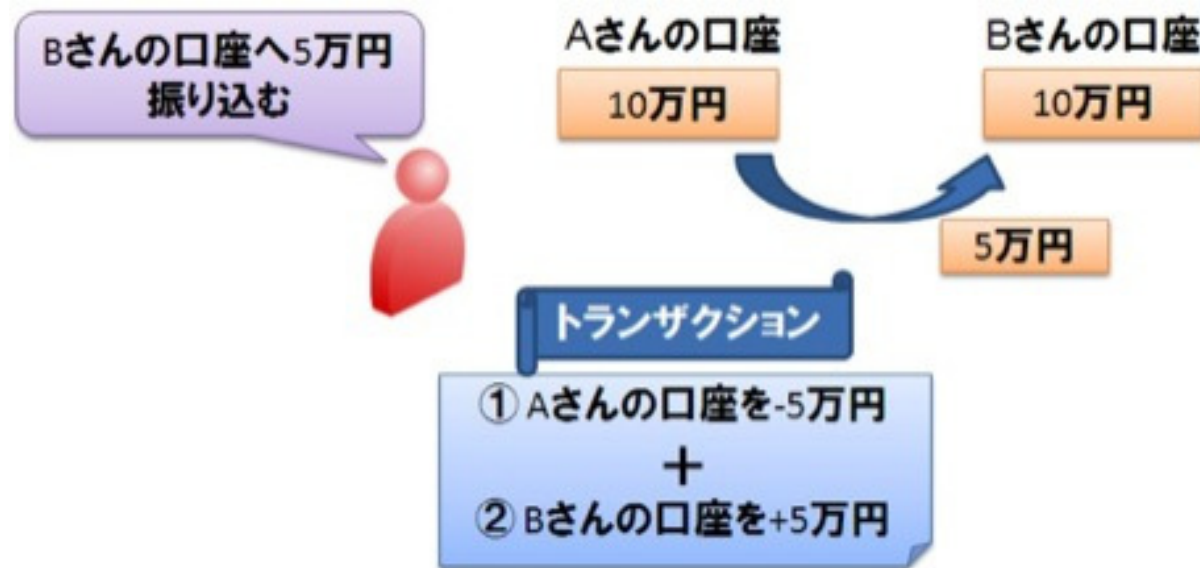 Bさんの口座へ5万円
振り込む
Aさんの口座
Bさんの口座
10万円
10万円
5万円
トランザクション
① Aさんの口座を-5万円
＋
② Bさんの口座を+5万円